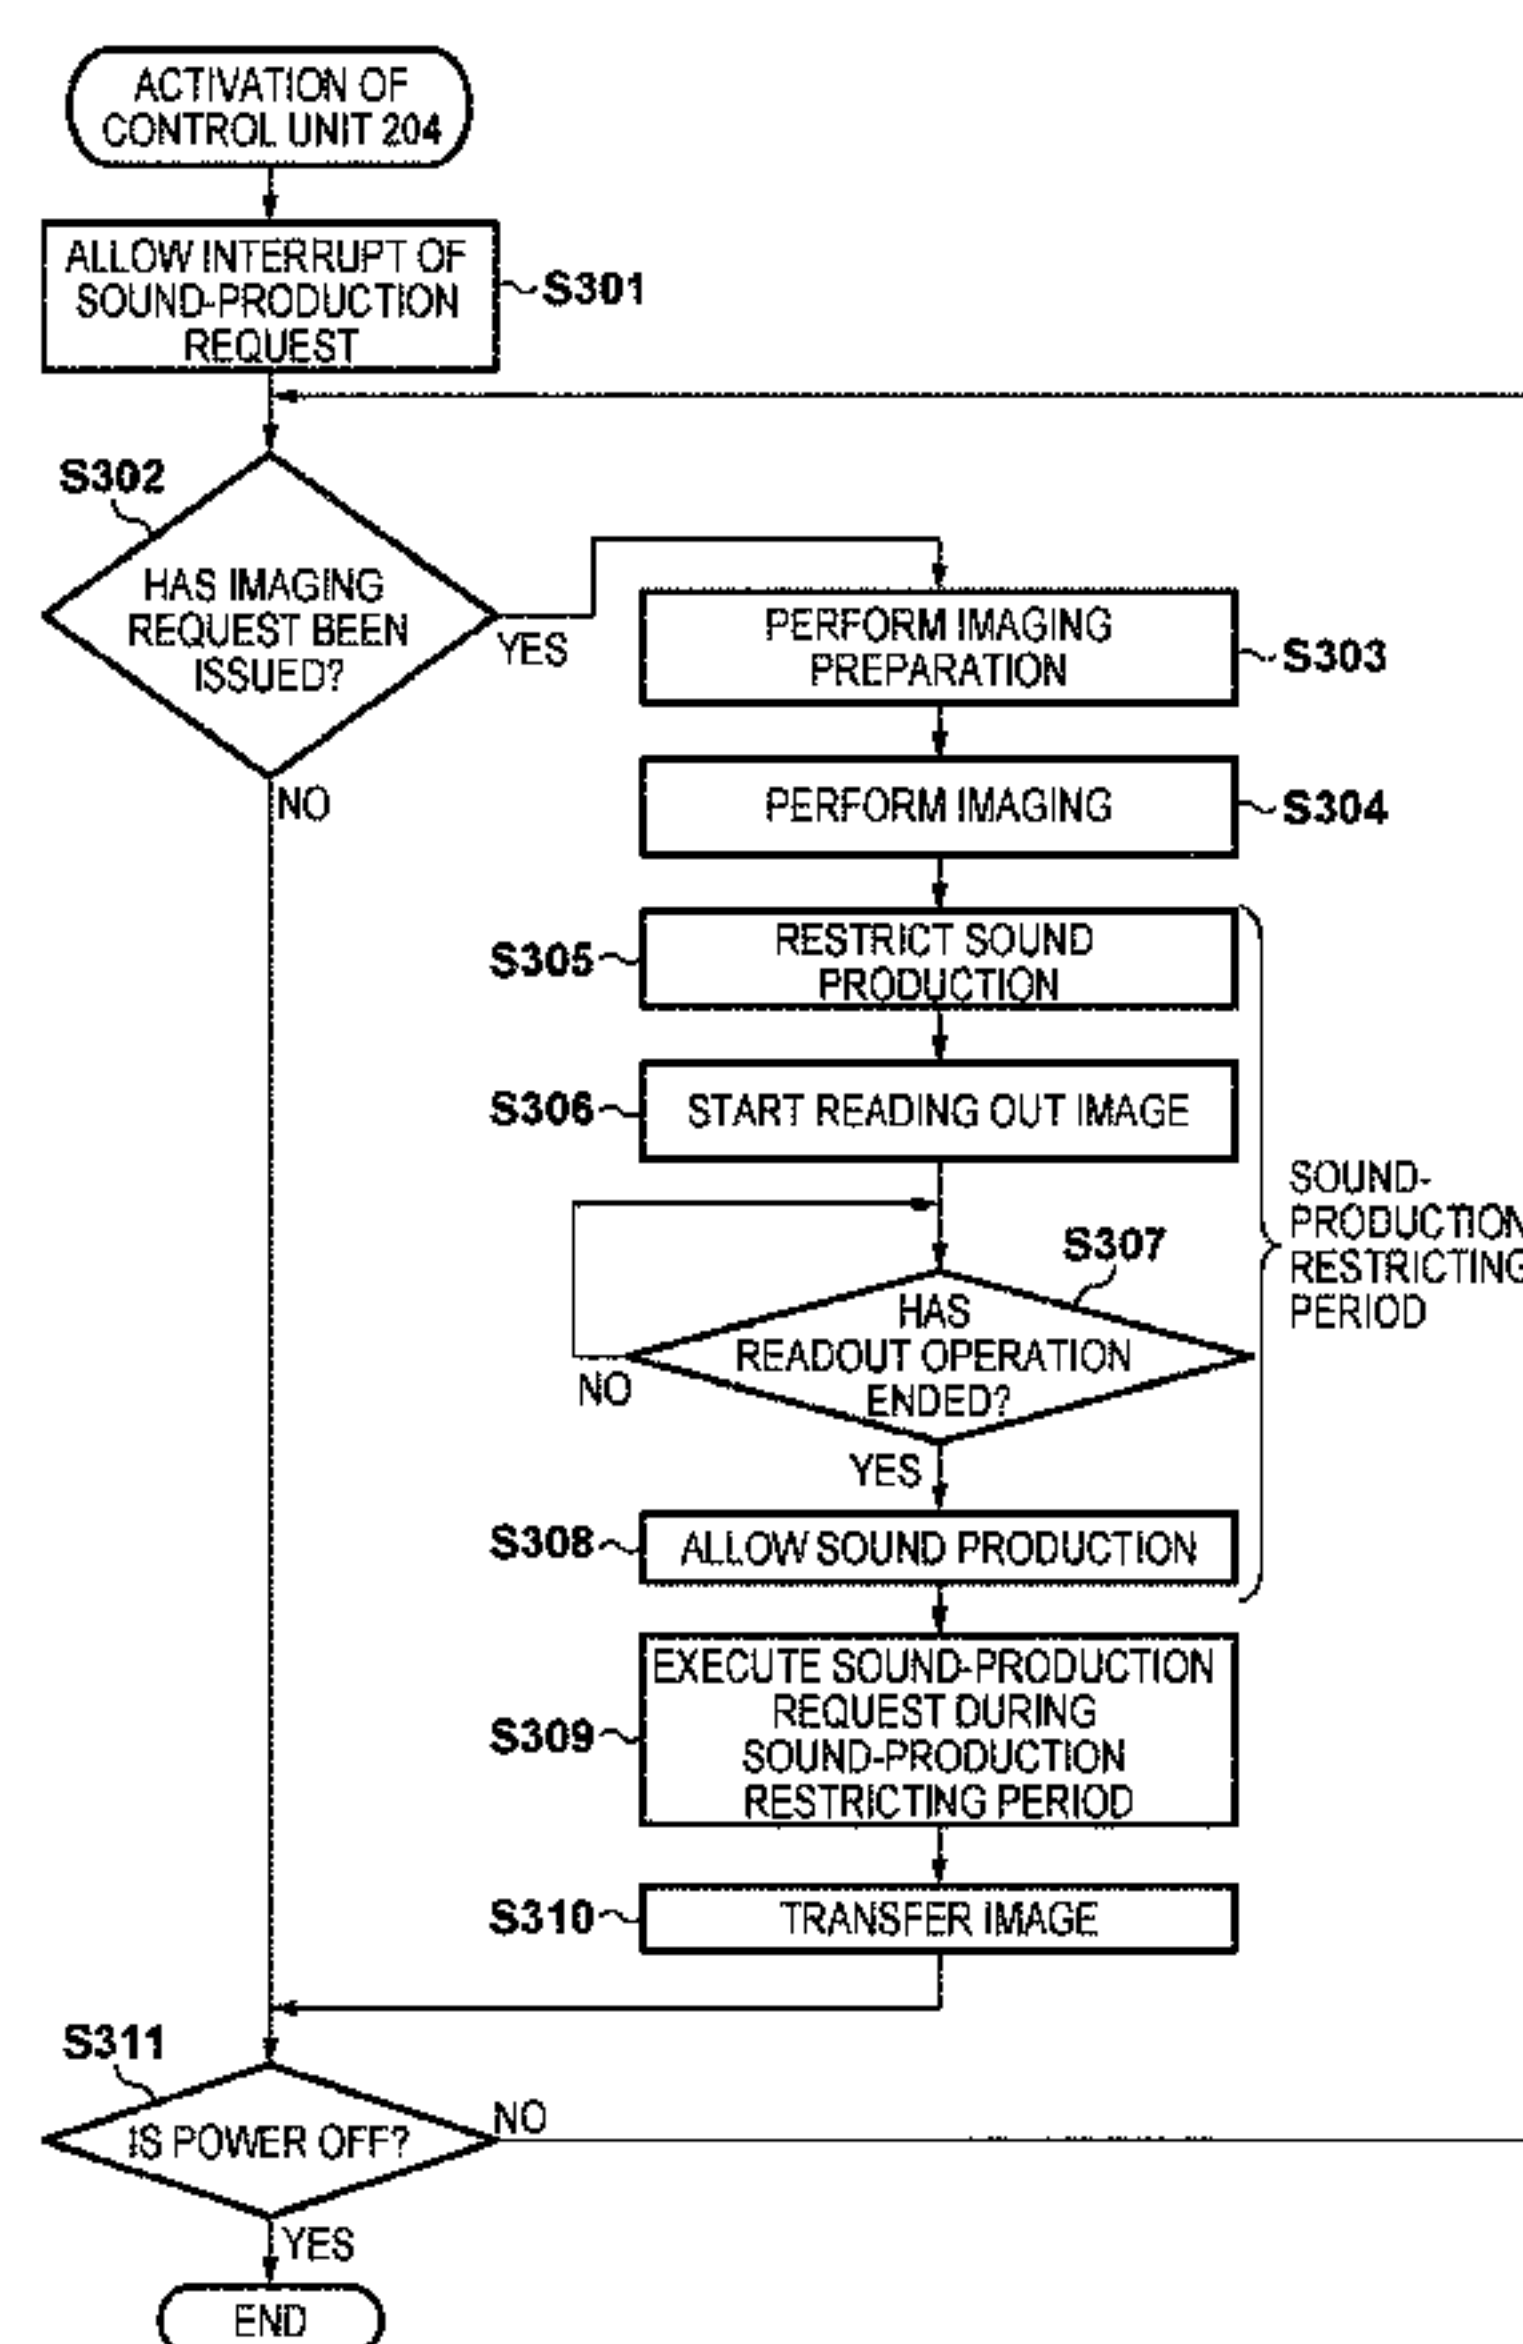 ACTIVATION OF
CONTROL UNIT 204
ALLOW INTERRUPT OF
SOUND-PRODUCTION
REQUEST
S301
S302
HAS IMAGING
REQUEST BEEN
ISSUED?
YES
NO
PERFORM IMAGING
PREPARATION
S303
PERFORM IMAGING
S304
S305
RESTRICT SOUND
PRODUCTION
S306
START READING OUT IMAGE
SOUND-
PRODUCTION
RESTRICTING
PERIOD
S307
HAS
READOUT OPERATION
ENDED?
NO
YES
S308
ALLOW SOUND PRODUCTION
S309
EXECUTE SOUND-PRODUCTION
REQUEST DURING
SOUND-PRODUCTION
RESTRICTING PERIOD
S310
TRANSFER IMAGE
S311
IS POWER OFF?
NO
YES
END